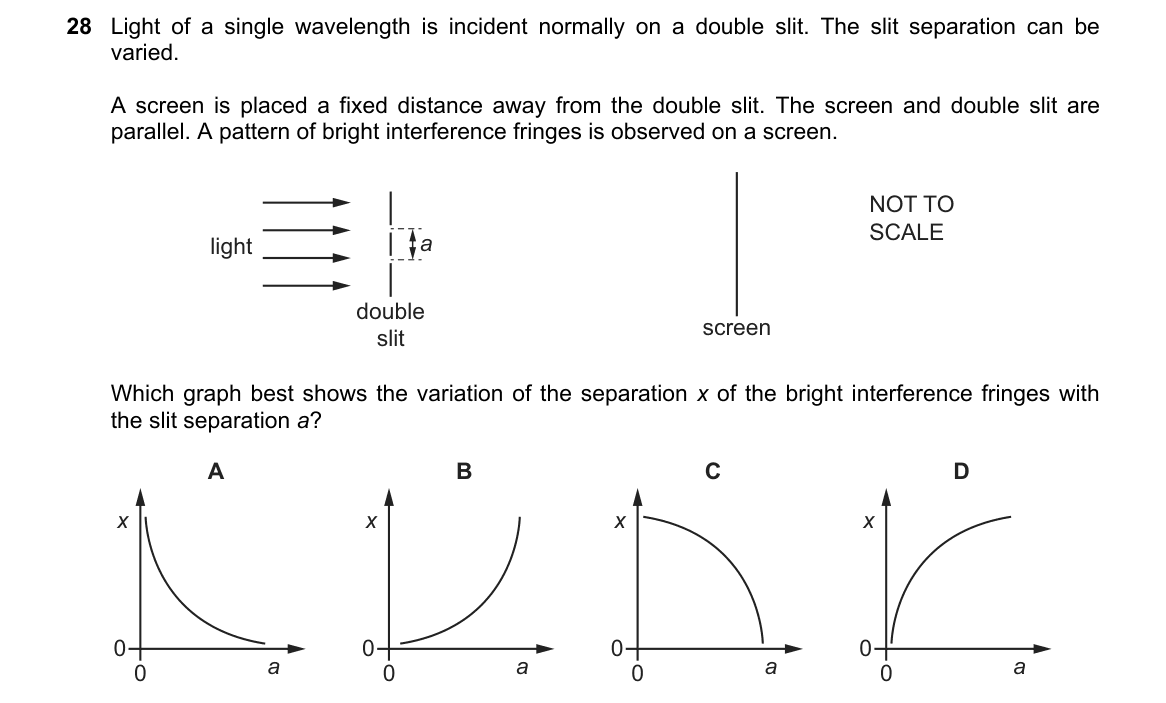 28 Light of a single wavelength is incident normally on a double slit. The slit separation can be
varied.
A screen is placed a fixed distance away from the double slit. The screen and double slit are
parallel. A pattern of bright interference fringes is observed on a screen.
NOT TO
SCALE
light
a
double
slit
screen
Which graph best shows the variation of the separation x of the bright interference fringes with
the slit separation a?
A B C D
x x x x
0 0 0 0
0 a 0 a 0 a 0 a